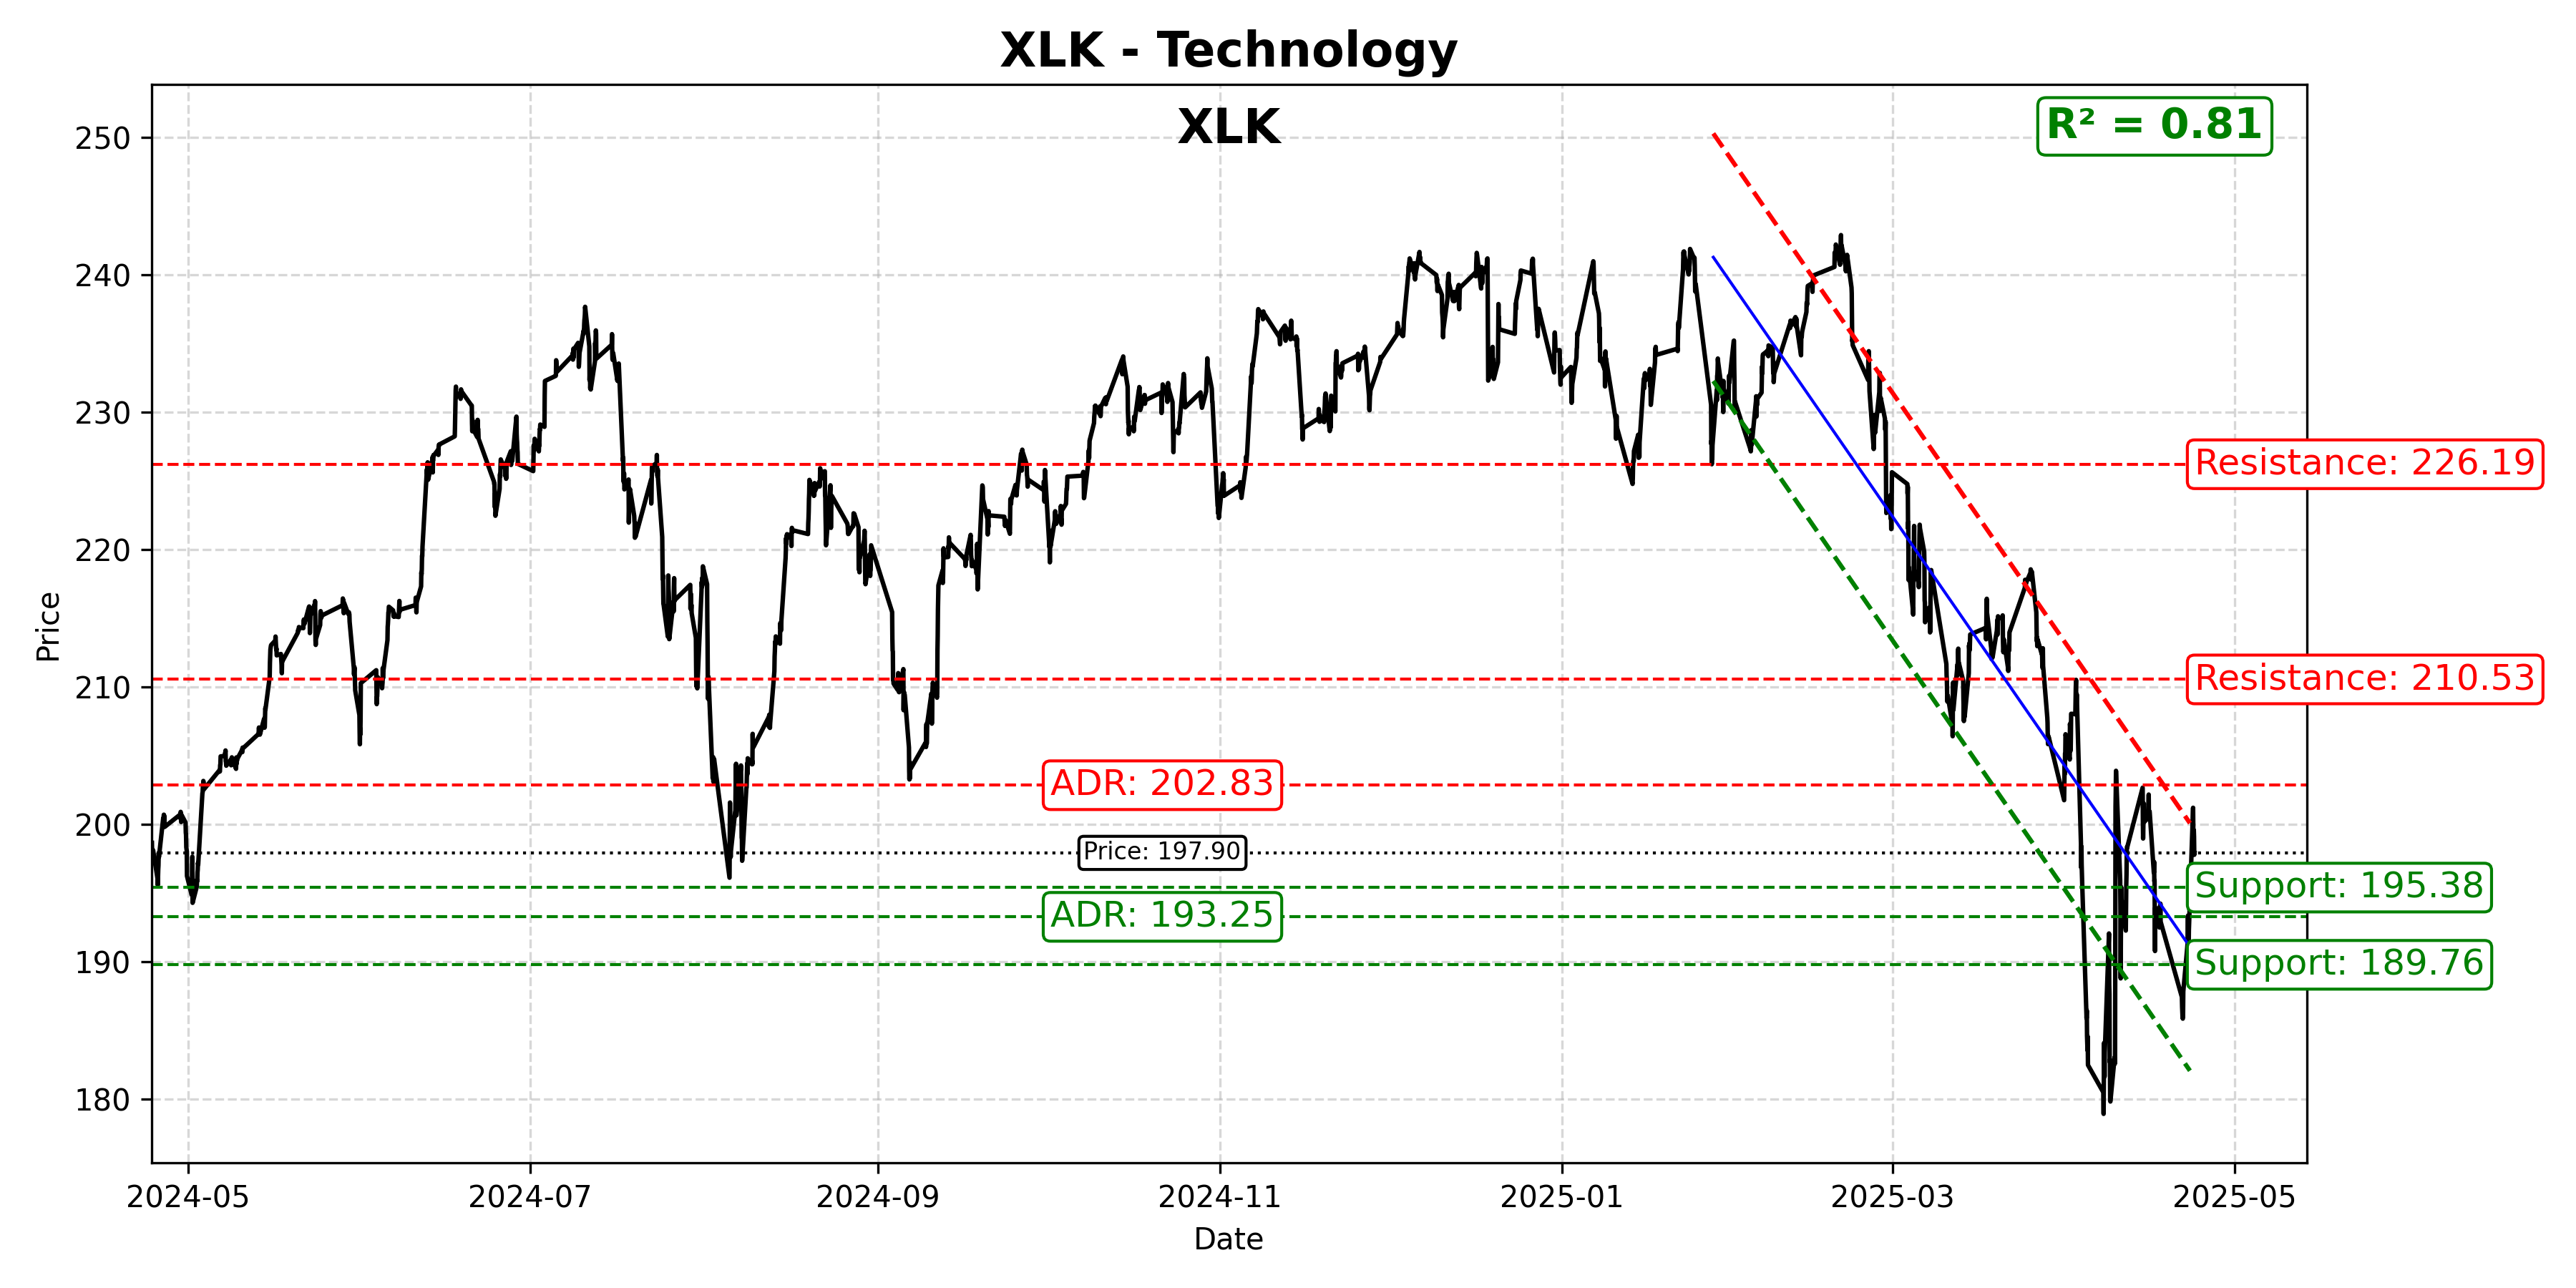 XLK - Technology
XLK
R² = 0.81
250
240
230
220
210
200
190
180
Price
Resistance: 226.19
Resistance: 210.53
ADR: 202.83
Price: 197.90
Support: 195.38
ADR: 193.25
Support: 189.76
2024-05 2024-07 2024-09 2024-11 2025-01 2025-03 2025-05
Date